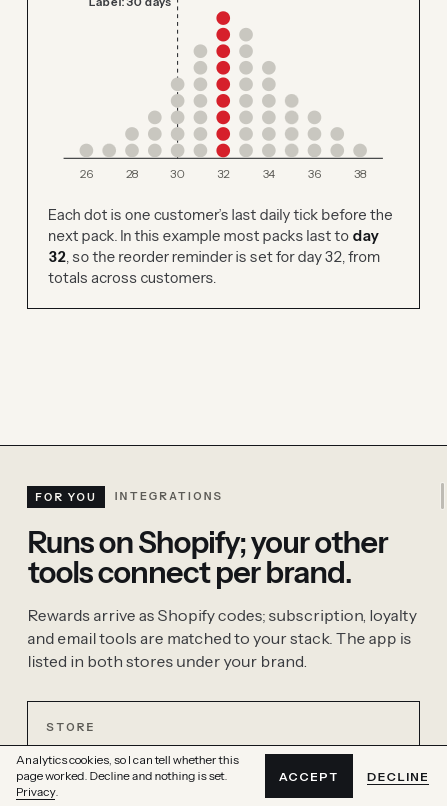 Label: 30 days
26 28 30 32 34 36 38
Each dot is one customer's last daily tick before the
next pack. In this example most packs last to day
32, so the reorder reminder is set for day 32, from
totals across customers.
FOR YOU INTEGRATIONS
Runs on Shopify; your other
tools connect per brand.
Rewards arrive as Shopify codes; subscription, loyalty
and email tools are matched to your stack. The app is
listed in both stores under your brand.
STORE
Analytics cookies, so I can tell whether this
page worked. Decline and nothing is set.
Privacy.
ACCEPT DECLINE